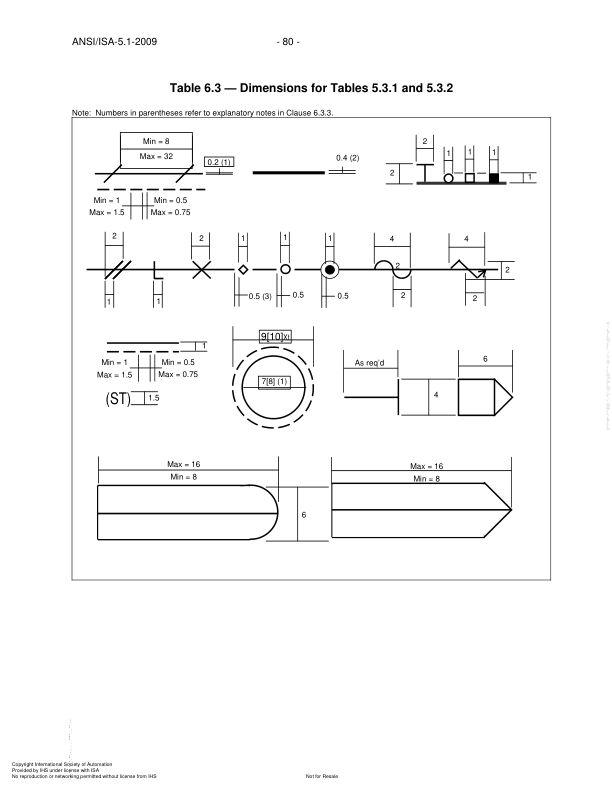 ANSI/ISA-5.1-2009 - 80 -
Table 6.3 — Dimensions for Tables 5.3.1 and 5.3.2
Note: Numbers in parentheses refer to explanatory notes in Clause 6.3.3.
Min = 8
Max = 32
0.2 (1)
0.4 (2)
2
1 1 1
2
1
Min = 1 Min = 0.5
Max = 1.5 Max = 0.75
2 2 1 1 1 4 4
2
2
1 1 0.5 (3) 0.5 0.5 2 2
1
Min = 1 Min = 0.5
Max = 1.5 Max = 0.75
(ST) 1.5
9[10]
7[8] (1)
As req'd
6
4
Max = 16
Min = 8
6
Max = 16
Min = 8
Copyright International Society of Automation
Provided by IHS under license with ISA
No reproduction or networking permitted without license from IHS Not for Resale